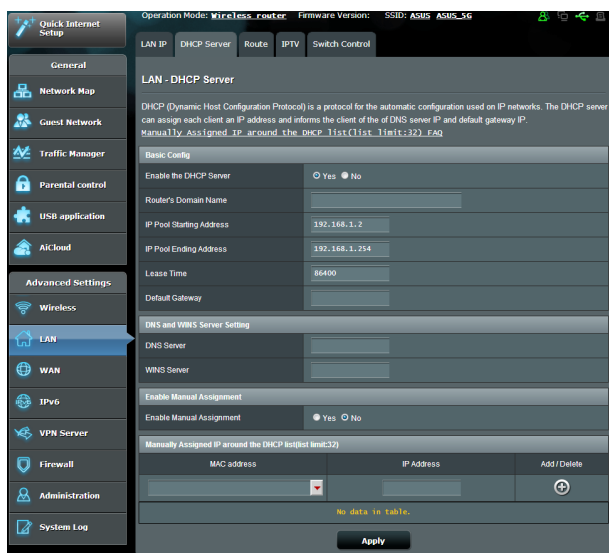 Quick Internet
Setup
General
Network Map
Guest Network
Traffic Manager
Parental control
USB application
AiCloud
Advanced Settings
Wireless
LAN
WAN
IPv6
VPN Server
Firewall
Administration
System Log
Operation Mode: Wireless router Firmware Version: SSID: ASUS ASUS_5G
LAN IP DHCP Server Route IPTV Switch Control
LAN - DHCP Server
DHCP (Dynamic Host Configuration Protocol) is a protocol for the automatic configuration used on IP networks. The DHCP server
can assign each client an IP address and informs the client of the of DNS server IP and default gateway
IP.
Manually Assigned IP around the DHCP list(list limit:32) FAQ
Basic Config
Enable the DHCP Server Yes No
Router's Domain Name
IP Pool Starting Address 192.168.1.2
IP Pool Ending Address 192.168.1.254
Lease Time 86400
Default Gateway
DNS and WINS Server Setting
DNS Server
WINS Server
Enable Manual Assignment
Enable Manual Assignment Yes No
Manually Assigned IP around the DHCP list(list limit:32)
MAC address IP Address Add / Delete
No data in table.
Apply